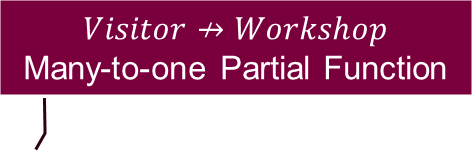 Visitor ⇸ Workshop
Many-to-one Partial Function